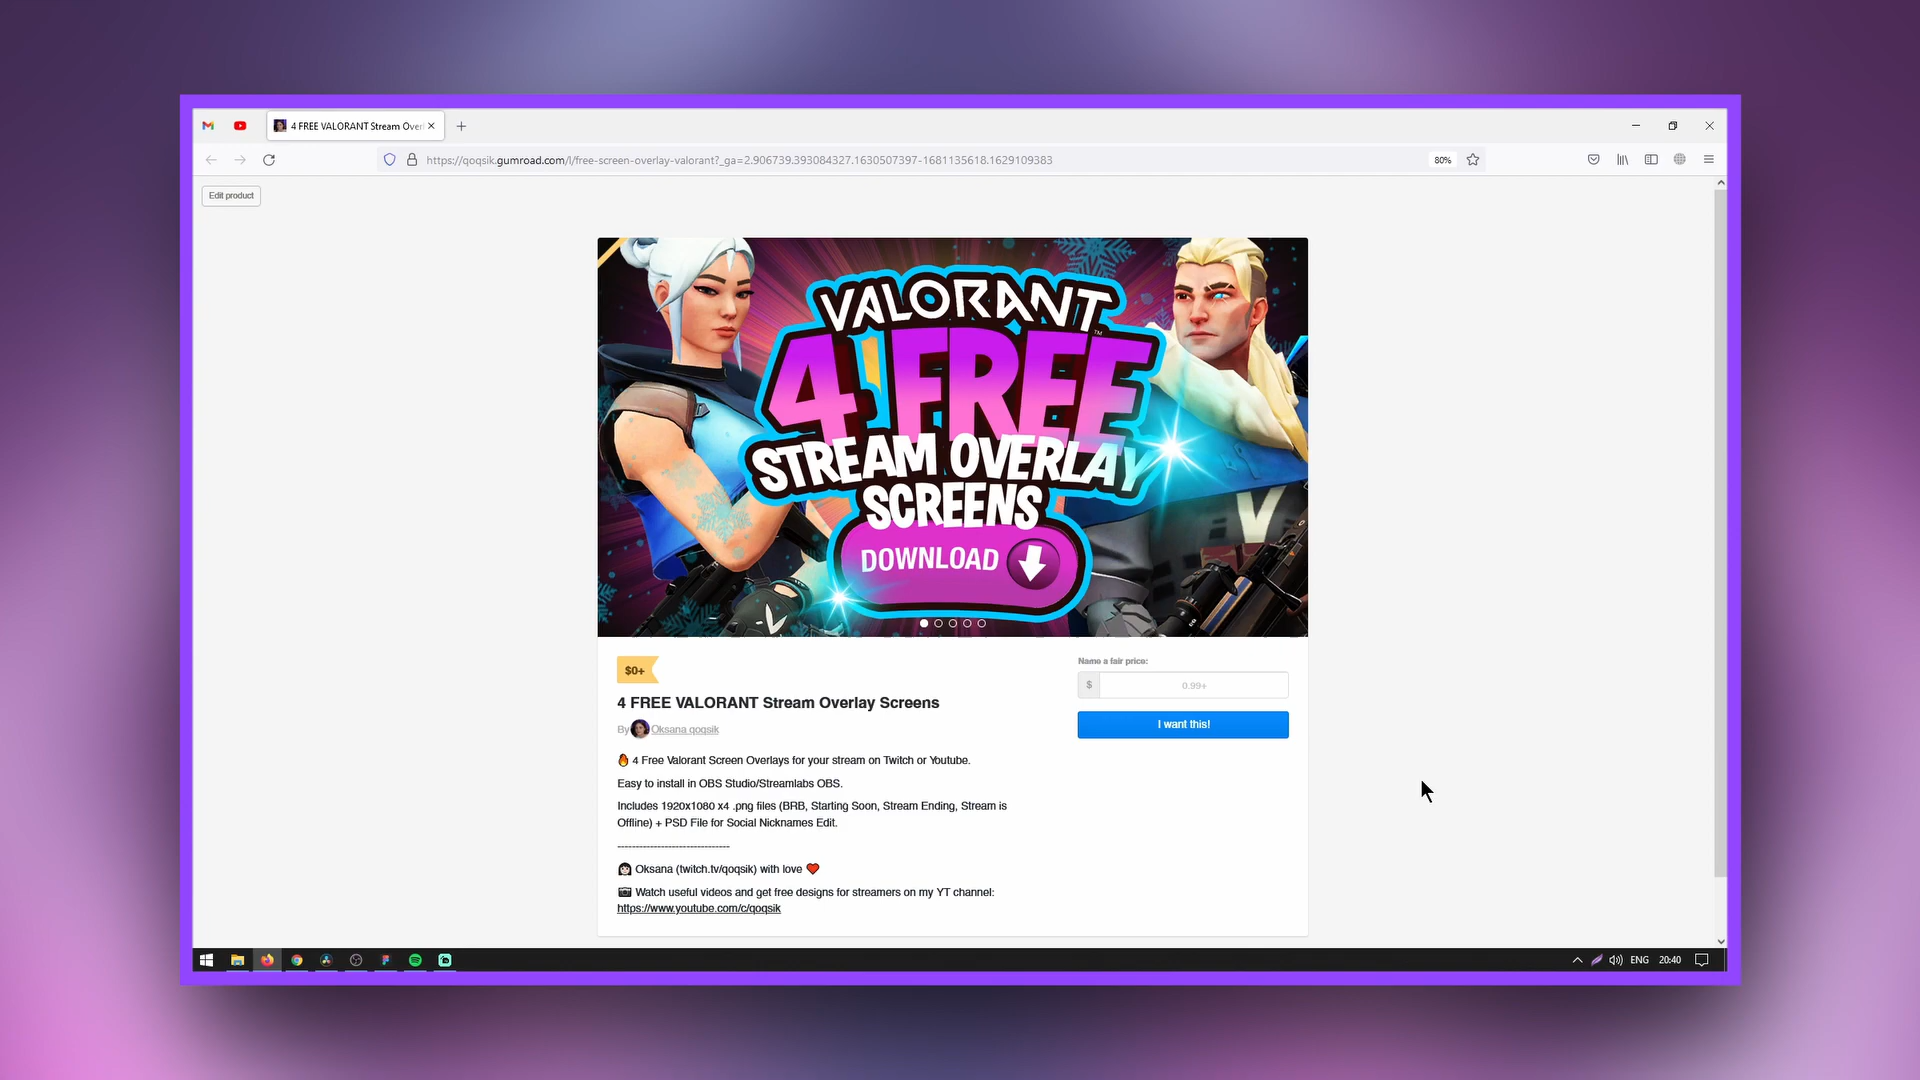 4 FREE VALORANT Stream Over
https://qoqsik.gumroad.com/l/free-screen-overlay-valorant?_ga=2.906739.393084327.1630507397-1681135618.1629109383
80%
Edit product
VALORANT
4 FREE
STREAM OVERLAY
SCREENS
DOWNLOAD
$0+
4 FREE VALORANT Stream Overlay Screens
By Oksana qoqsik
🔥 4 Free Valorant Screen Overlays for your stream on Twitch or Youtube.
Easy to install in OBS Studio/Streamlabs OBS.
Includes 1920x1080 x4 .png files (BRB, Starting Soon, Stream Ending, Stream is
Offline) + PSD File for Social Nicknames Edit.
-------------------------------
👩🏻 Oksana (twitch.tv/qoqsik) with love ❤️
📷 Watch useful videos and get free designs for streamers on my YT channel:
https://www.youtube.com/c/qoqsik
Name a fair price:
$ 0.99+
I want this!
ENG 20:40